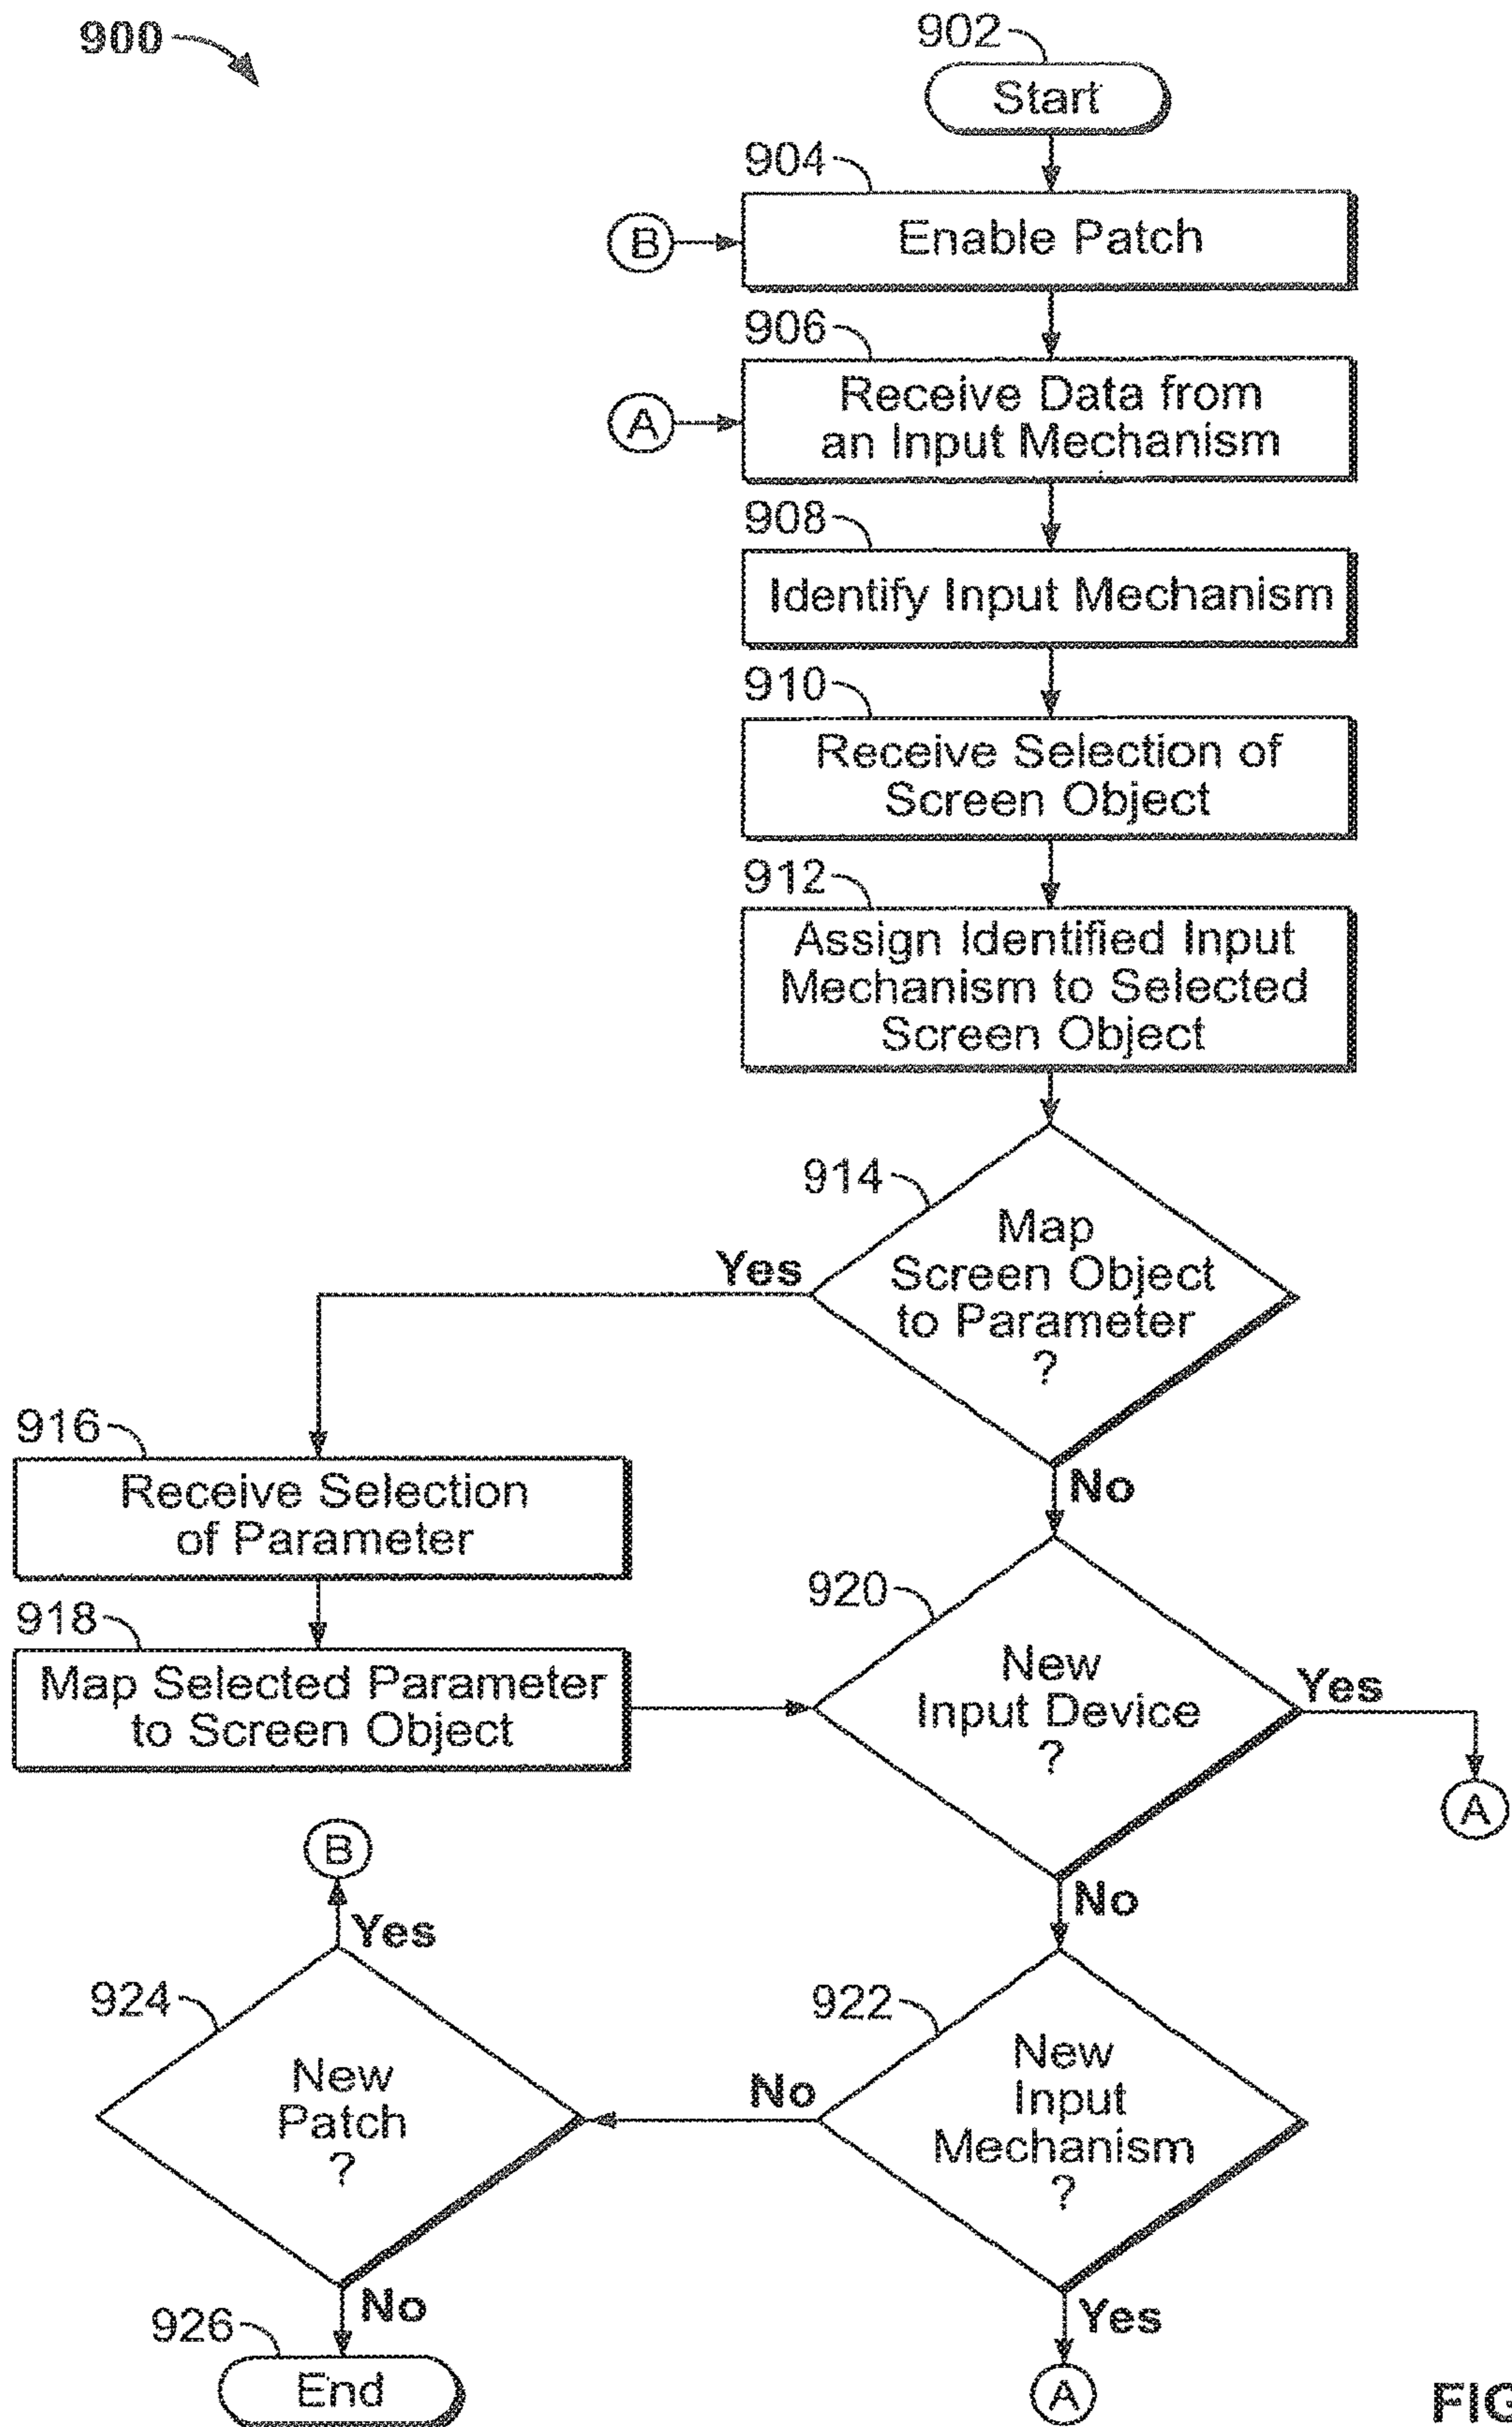 900
902
Start
904
B
Enable Patch
906
A
Receive Data from
an Input Mechanism
908
Identify Input Mechanism
910
Receive Selection of
Screen Object
912
Assign Identified Input
Mechanism to Selected
Screen Object
914
Map
Screen Object
to Parameter
?
Yes
No
916
Receive Selection
of Parameter
918
Map Selected Parameter
to Screen Object
920
New
Input Device
?
Yes
A
No
922
New
Input
Mechanism
?
No
Yes
A
924
New
Patch
?
Yes
B
No
926
End
FIG